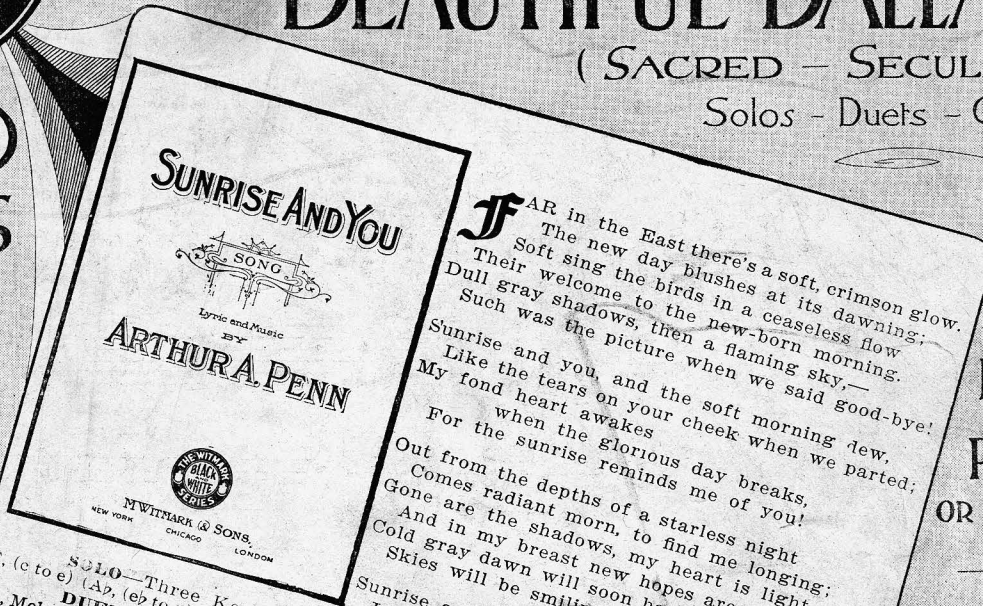 BEAUTIFUL BALLA
( SACRED – SECUL
Solos - Duets -
SUNRISE AND YOU
SONG
Lyric and Music
BY
ARTHUR A. PENN
THE WITMARK
BLACK
AND
WHITE
SERIES
M WITMARK & SONS,
NEW YORK
CHICAGO
LONDON
SOLO—Three
(c to e) (A♭, (e♭ to
FAR in the East there's a soft, crimson glow.
The new day blushes at its dawning;
Soft sing the birds in a ceaseless flow
Their welcome to the new-born morning.
Dull gray shadows, then a flaming sky,—
Such was the picture when we said good-bye!
Sunrise and you, and the soft morning dew,
Like the tears on your cheek when we parted;
My fond heart awakes
when the glorious day breaks,
For the sunrise reminds me of you!
Out from the depths of a starless night
Comes radiant morn, to find me longing;
Gone are the shadows, my heart is light
And in my breast new hopes are
Cold gray dawn will soon
Skies will be
Sunrise
OR